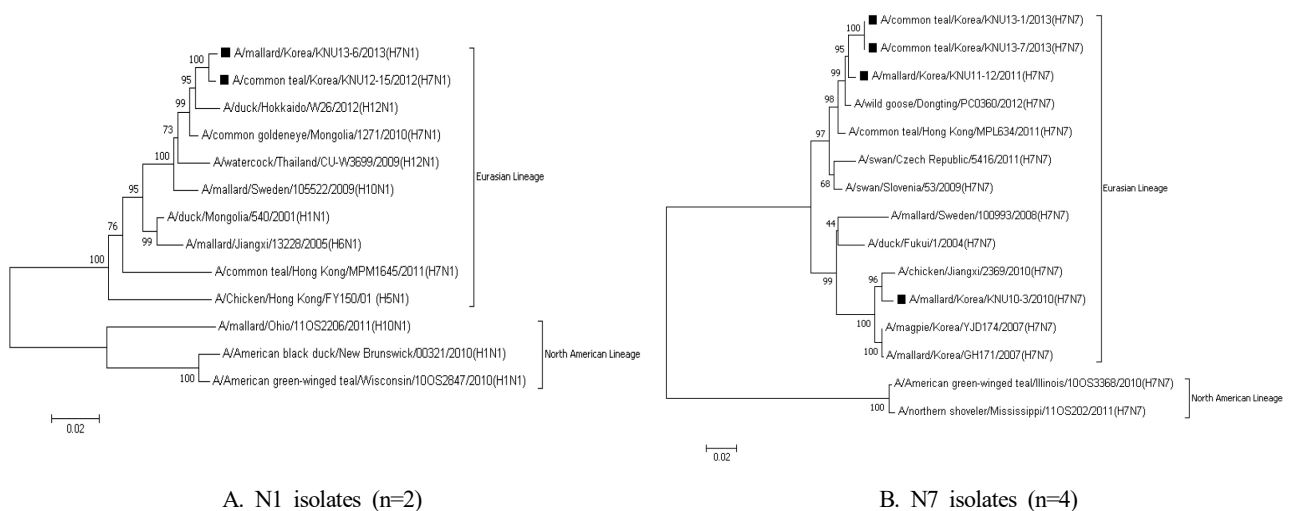 A/mallard/Korea/KNU13-6/2013(H7N1)
100
A/common teal/Korea/KNU12-15/2012(H7N1)
95
A/duck/Hokkaido/W26/2012(H12N1)
99
A/common goldeneye/Mongolia/1271/2010(H7N1)
73
A/watercock/Thailand/CU-W3699/2009(H12N1)
100
A/mallard/Sweden/105522/2009(H10N1)
95
A/duck/Mongolia/540/2001(H1N1)
76
99
A/mallard/Jiangxi/13228/2005(H6N1)
100
A/common teal/Hong Kong/MPM1645/2011(H7N1)
A/Chicken/Hong Kong/FY150/01 (H5N1)
Eurasian Lineage
A/mallard/Ohio/11OS2206/2011(H10N1)
A/American black duck/New Brunswick/00321/2010(H1N1)
100
A/American green-winged teal/Wisconsin/10OS2847/2010(H1N1)
North American Lineage
0.02
A. N1 isolates (n=2)
A/common teal/Korea/KNU13-1/2013(H7N7)
100
A/common teal/Korea/KNU13-7/2013(H7N7)
95
A/mallard/Korea/KNU11-12/2011(H7N7)
99
A/wild goose/Dongting/PC0360/2012(H7N7)
98
A/common teal/Hong Kong/MPL634/2011(H7N7)
97
A/swan/Czech Republic/5416/2011(H7N7)
68
A/swan/Slovenia/53/2009(H7N7)
A/mallard/Sweden/100993/2008(H7N7)
44
A/duck/Fukui/1/2004(H7N7)
99
A/chicken/Jiangxi/2369/2010(H7N7)
96
A/mallard/Korea/KNU10-3/2010(H7N7)
100
A/magpie/Korea/YJD174/2007(H7N7)
100
A/mallard/Korea/GH171/2007(H7N7)
Eurasian Lineage
A/American green-winged teal/Illinois/10OS3368/2010(H7N7)
100
A/northern shoveler/Mississippi/11OS202/2011(H7N7)
North American Lineage
0.02
B. N7 isolates (n=4)